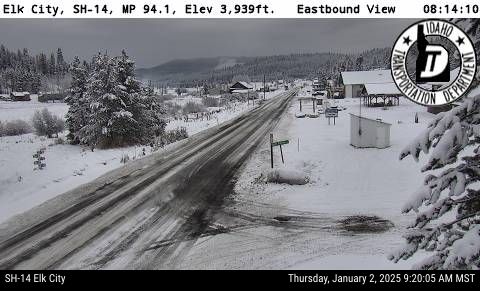 Elk City, SH-14, MP 94.1, Elev 3,939ft. Eastbound View 08:14:10
IDAHO
TRANSPORTATION DEPARTMENT
SH-14 Elk City Thursday, January 2, 2025 9:20:05 AM MST